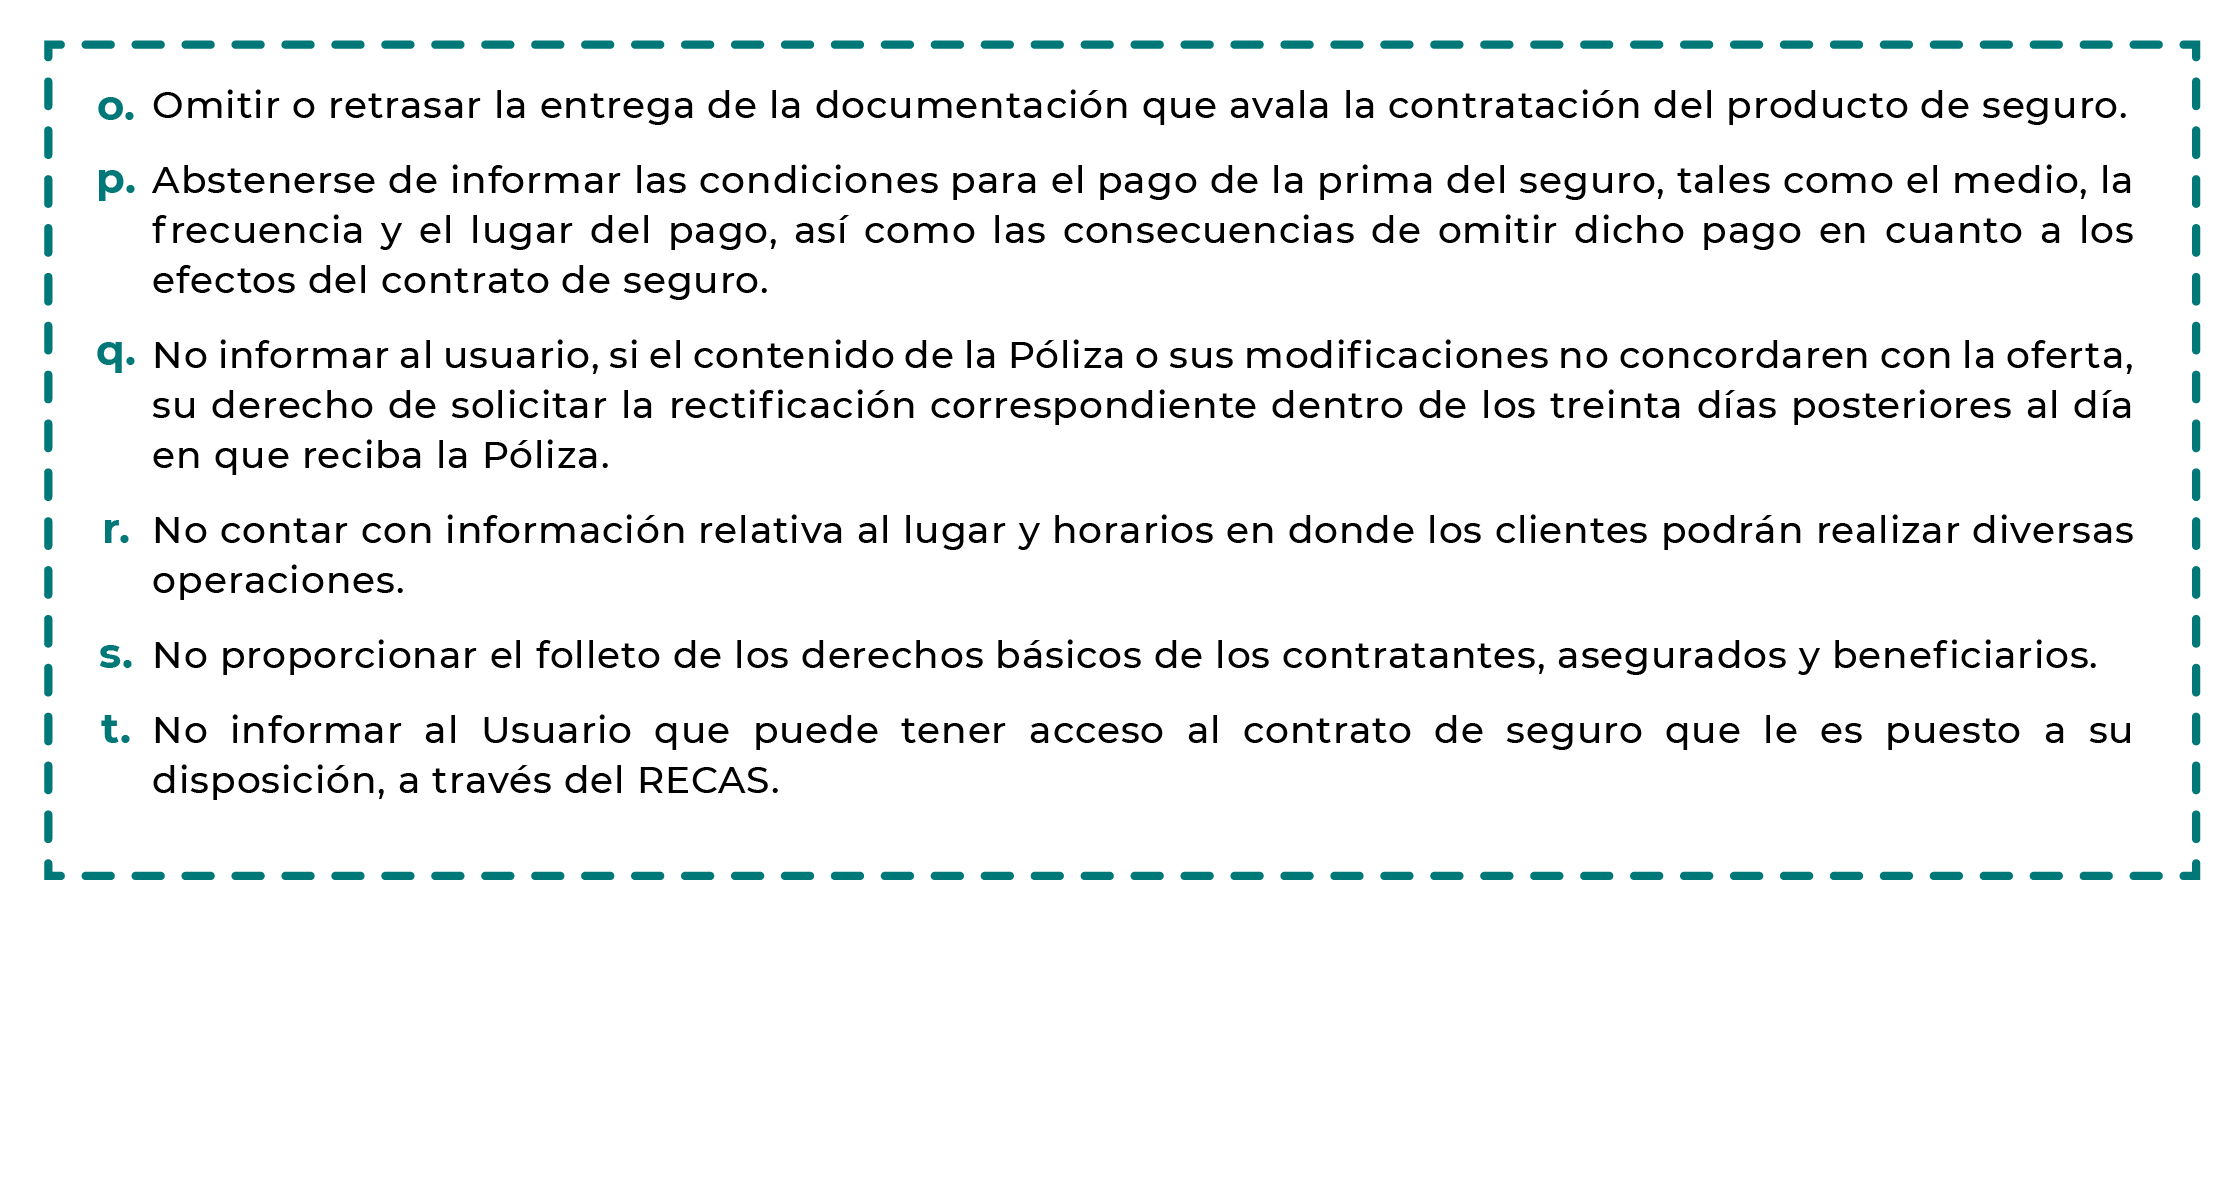 o. Omitir o retrasar la entrega de la documentación que avala la contratación del producto de seguro.
p. Abstenerse de informar las condiciones para el pago de la prima del seguro, tales como el medio, la
frecuencia y el lugar del pago, así como las consecuencias de omitir dicho pago en cuanto a los
efectos del contrato de seguro.
q. No informar al usuario, si el contenido de la Póliza o sus modificaciones no concordaren con la oferta,
su derecho de solicitar la rectificación correspondiente dentro de los treinta días posteriores al día
en que reciba la Póliza.
r. No contar con información relativa al lugar y horarios en donde los clientes podrán realizar diversas
operaciones.
s. No proporcionar el folleto de los derechos básicos de los contratantes, asegurados y beneficiarios.
t. No informar al Usuario que puede tener acceso al contrato de seguro que le es puesto a su
disposición, a través del RECAS.